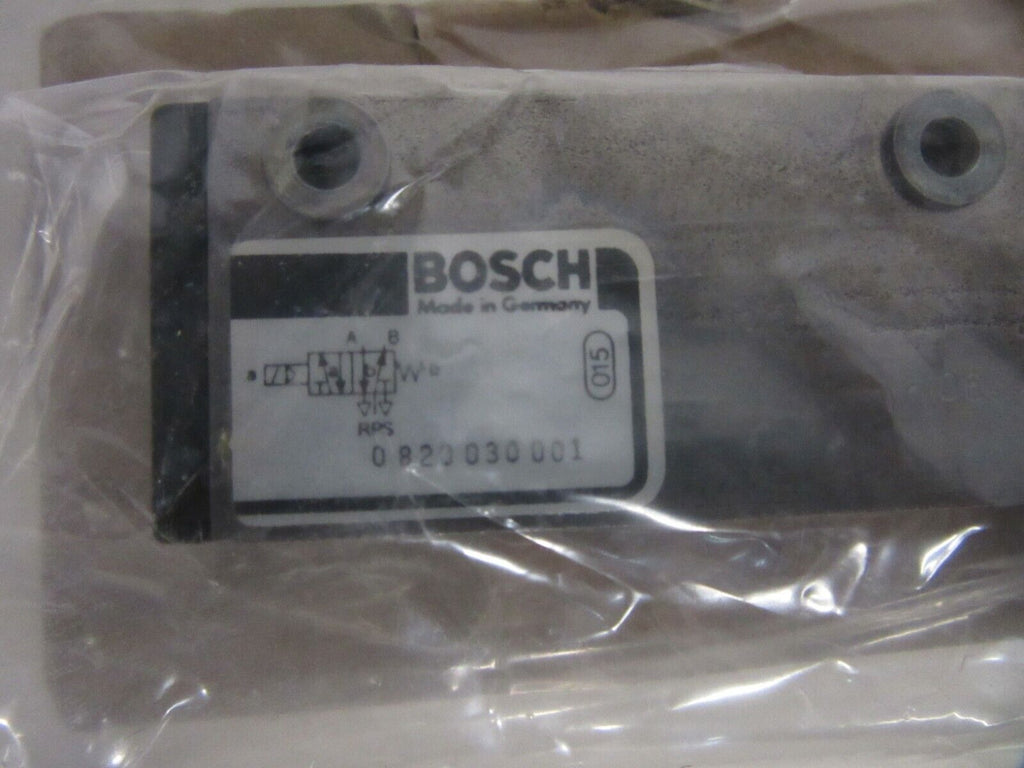 BOSCH
Made in Germany
A B
015
RPS
0 820 030 001